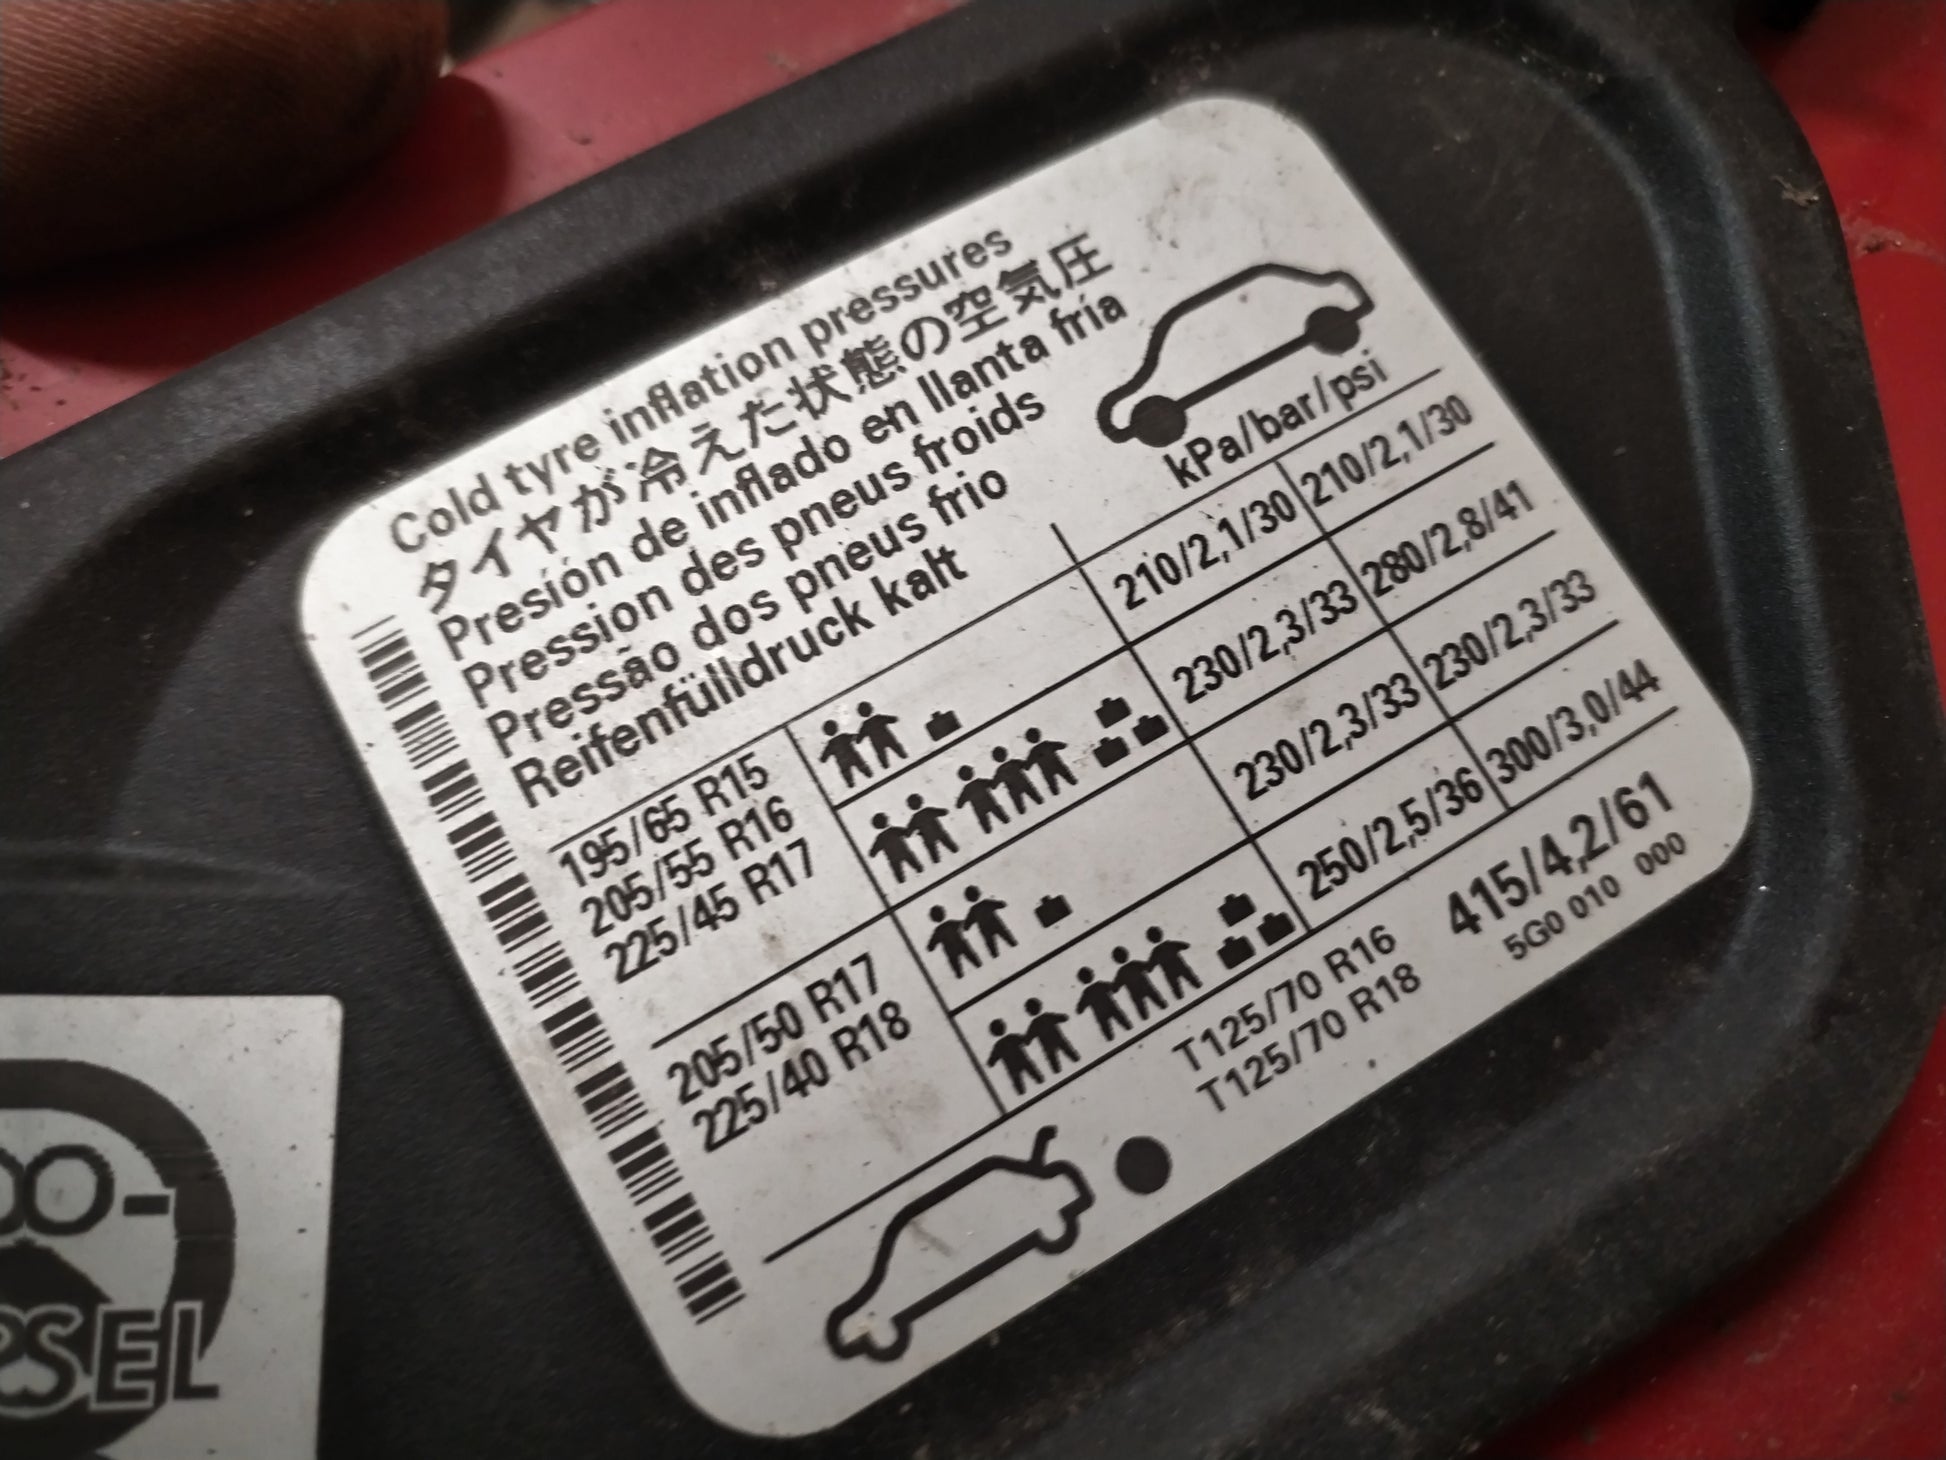 Cold tyre inflation pressures
タイヤが冷えた状態の空気圧
Presión de inflado en llanta fría
Pression des pneus froids
Pressão dos pneus frio
Reifenfülldruck kalt
kPa/bar/psi
195/65 R15
205/55 R16
225/45 R17
210/2,1/30 210/2,1/30
230/2,3/33 280/2,8/41
205/50 R17
225/40 R18
230/2,3/33 230/2,3/33
250/2,5/36 300/3,0/44
T125/70 R16
T125/70 R18
415/4,2/61
5G0 010 000